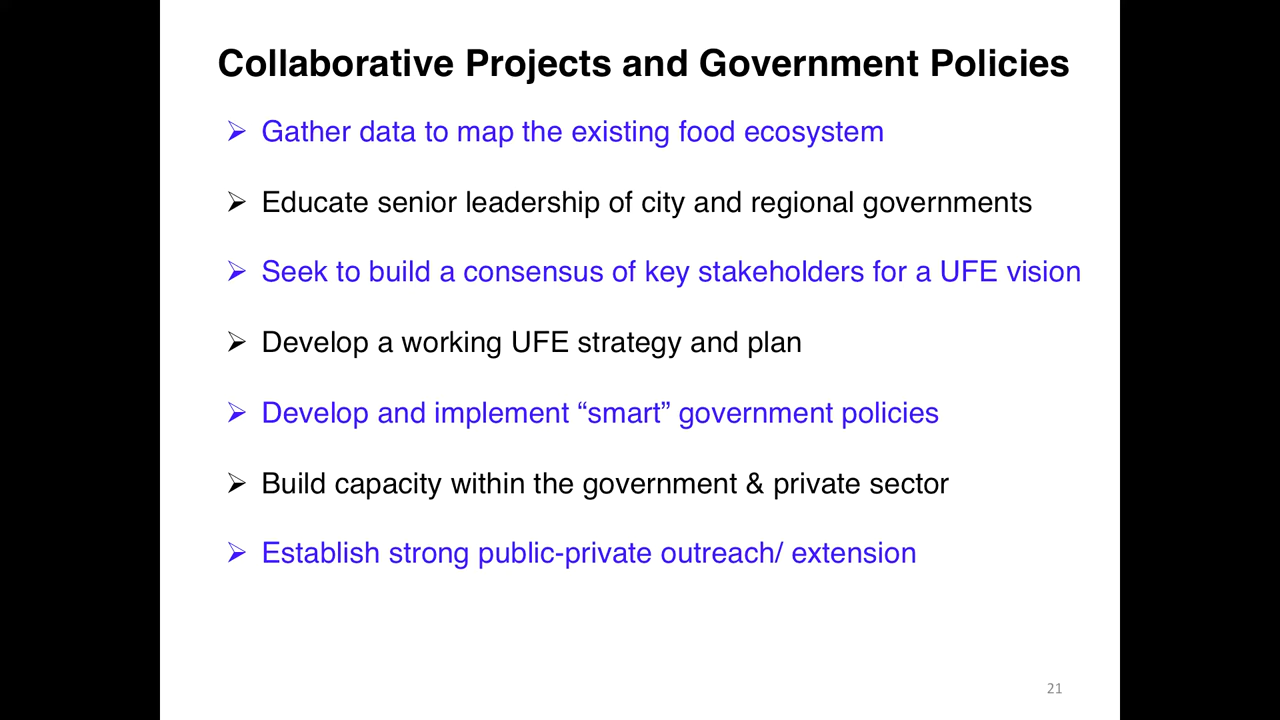 Collaborative Projects and Government Policies
Gather data to map the existing food ecosystem
Educate senior leadership of city and regional governments
Seek to build a consensus of key stakeholders for a UFE vision
Develop a working UFE strategy and plan
Develop and implement “smart” government policies
Build capacity within the government & private sector
Establish strong public-private outreach/ extension
21